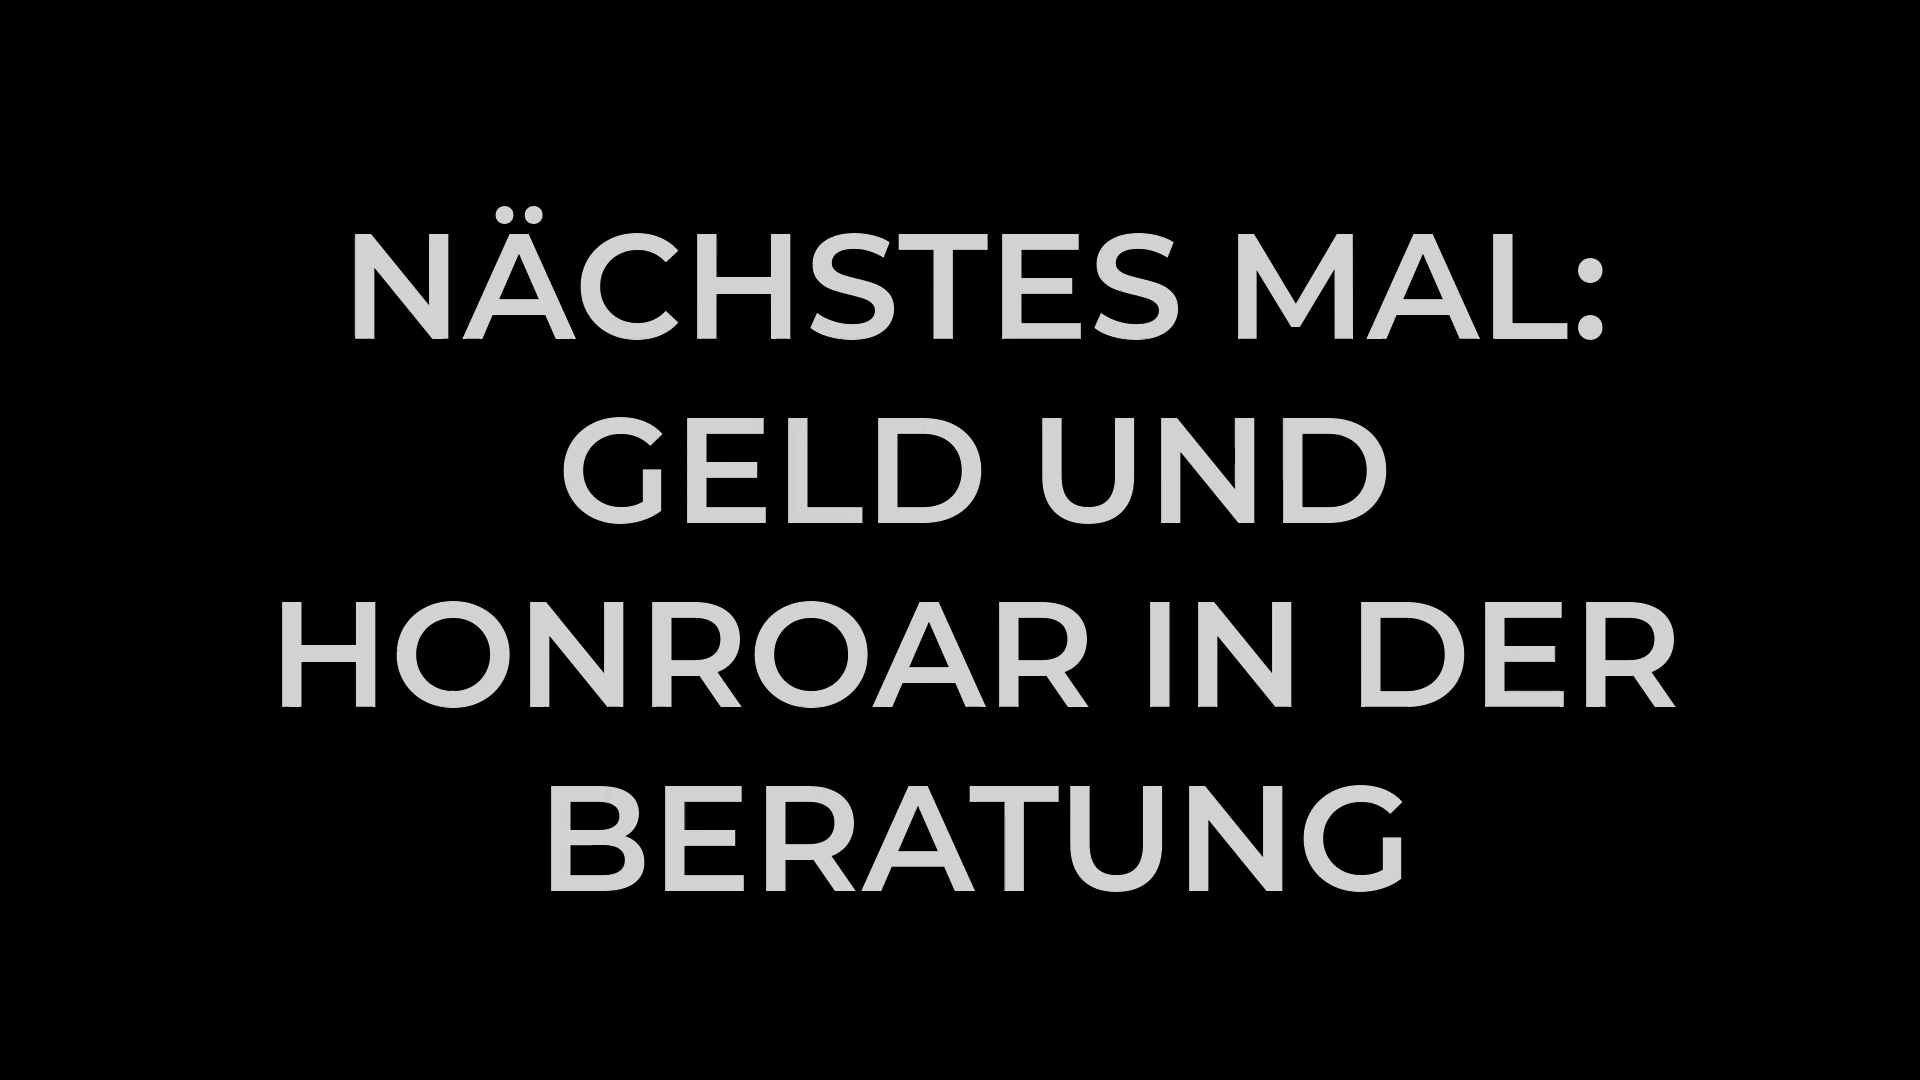 NÄCHSTES MAL:
GELD UND
HONROAR IN DER
BERATUNG